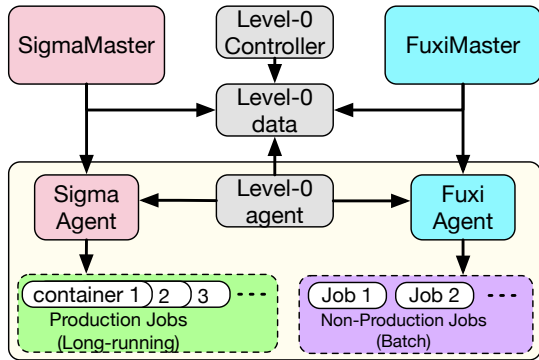 SigmaMaster
Level-0
Controller
FuxiMaster
Level-0
data
Sigma
Agent
Level-0
agent
Fuxi
Agent
container 1 2 3 ...
Production Jobs
(Long-running)
Job 1 Job 2 ...
Non-Production Jobs
(Batch)